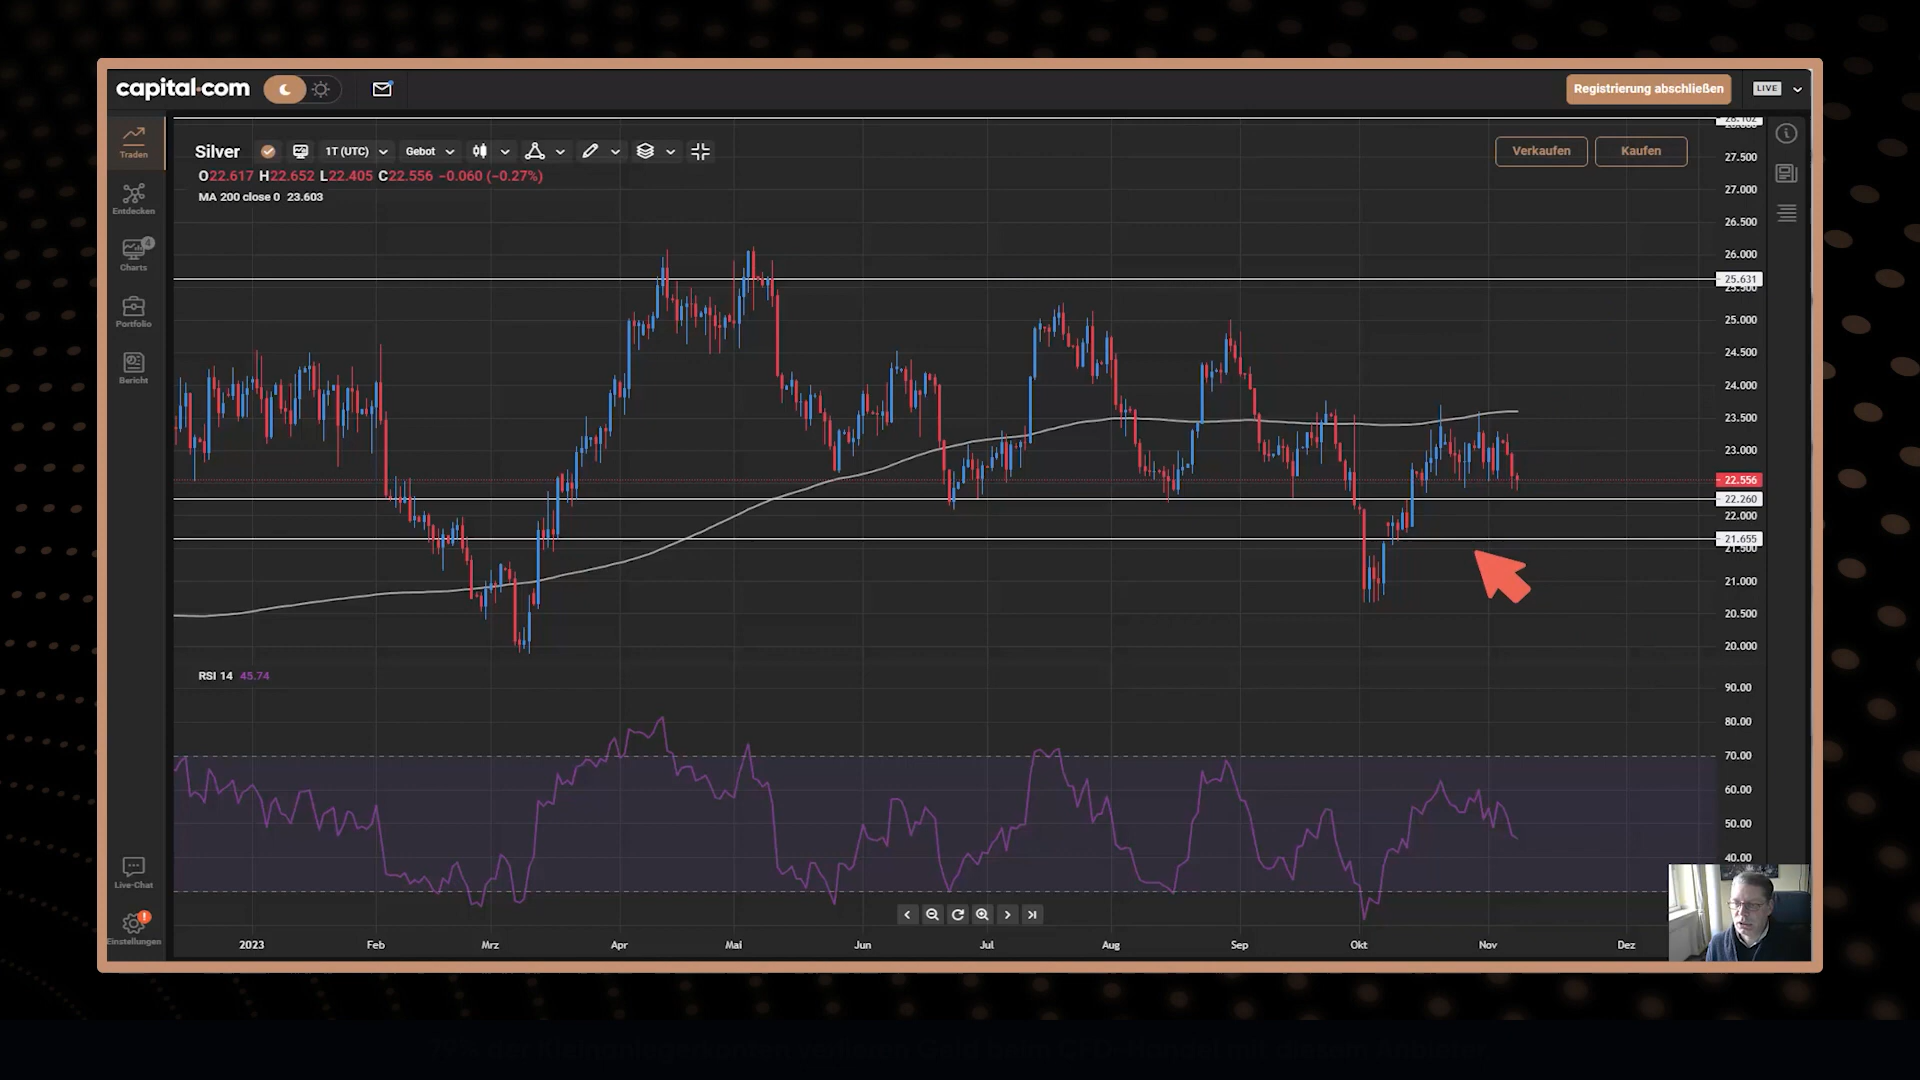 capital.com
Registrierung abschließen
LIVE
Traden
Entdecken
4
Charts
Portfolio
Bericht
Live-Chat
!
Einstellungen
Silver
1T (UTC)
Gebot
Verkaufen
Kaufen
O22.617 H22.652 L22.405 C22.556 −0.060 (−0.27%)
MA 200 close 0 23.603
27.500
27.000
26.500
26.000
25.631
25.500
25.000
24.500
24.000
23.500
23.000
22.556
22.260
22.000
21.655
21.500
21.000
20.500
20.000
RSI 14 45.74
90.00
80.00
70.00
60.00
50.00
40.00
2023 Feb Mrz Apr Mai Jun Jul Aug Sep Okt Nov Dez